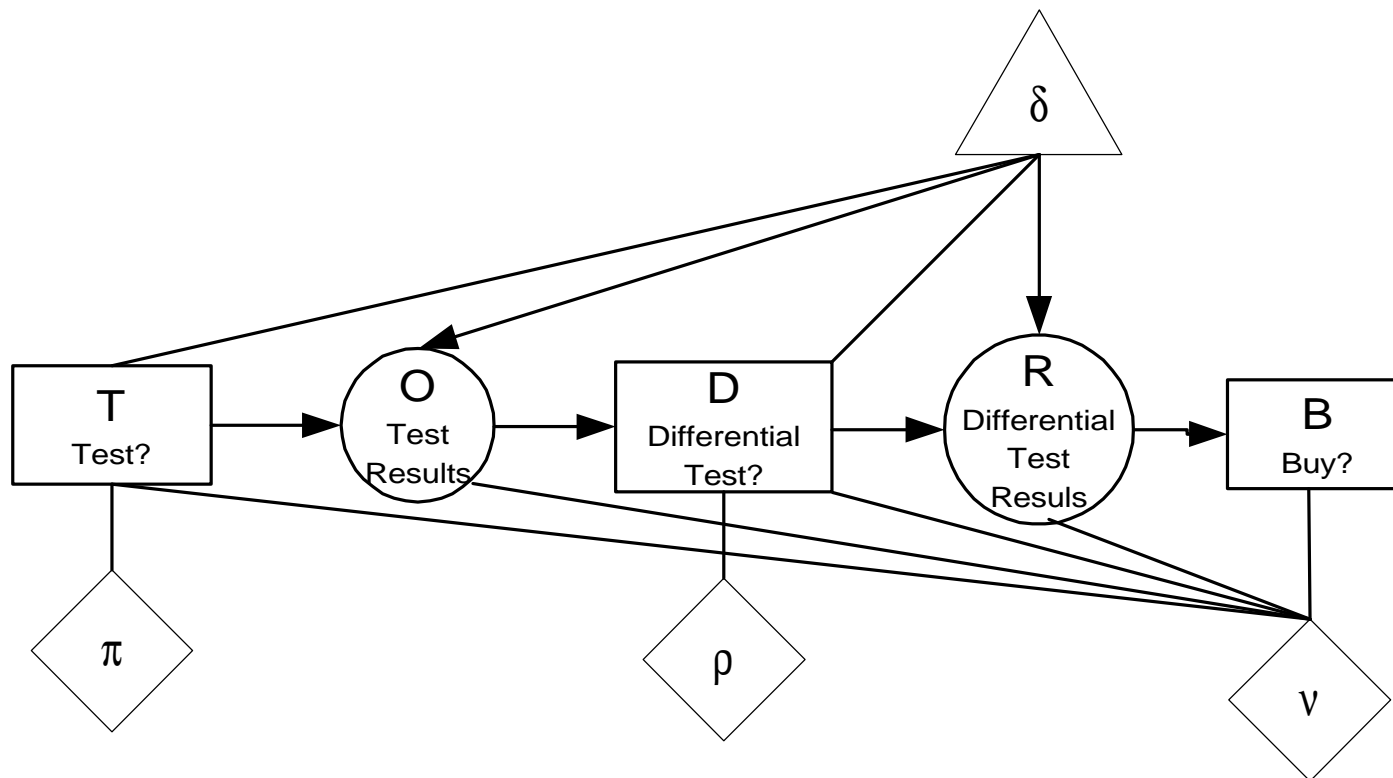 δ
T
Test?
O
Test
Results
D
Differential
Test?
R
Differential
Test
Resuls
B
Buy?
π
ρ
ν